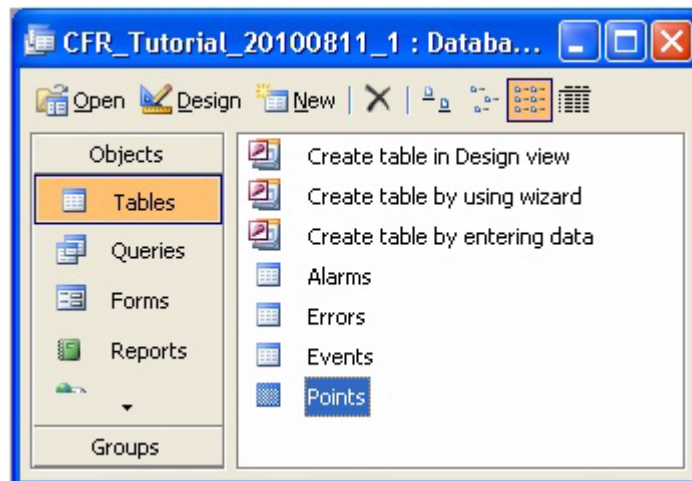 CFR_Tutorial_20100811_1 : Databa...
Open Design New
Objects
Tables
Queries
Forms
Reports
Groups
Create table in Design view
Create table by using wizard
Create table by entering data
Alarms
Errors
Events
Points